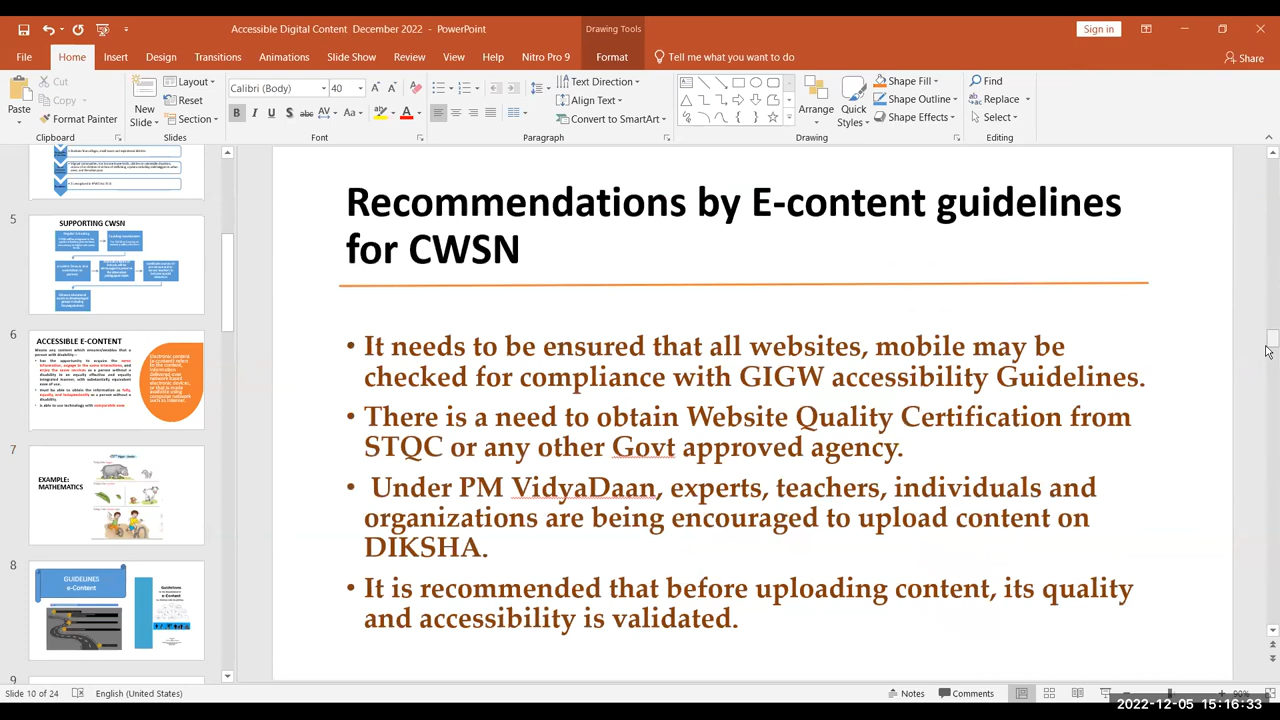 Accessible Digital Content December 2022 - PowerPoint
Drawing Tools
Sign in
File Home Insert Design Transitions Animations Slide Show Review View Help Nitro Pro 9 Format Tell me what you want to do Share
Cut
Copy
Format Painter
Paste
Clipboard
New Slide
Layout
Reset
Section
Slides
Calibri (Body) 40
Font
Text Direction
Align Text
Convert to SmartArt
Paragraph
Arrange
Quick Styles
Shape Fill
Shape Outline
Shape Effects
Drawing
Find
Replace
Select
Editing
5
SUPPORTING CWSN
6
ACCESSIBLE E-CONTENT
7
EXAMPLE:
MATHEMATICS
8
GUIDELINES
e-Content
Guidelines
e-Content
9
Recommendations by E-content guidelines
for CWSN
• It needs to be ensured that all websites, mobile may be
checked for compliance with GIGW accessibility Guidelines.
• There is a need to obtain Website Quality Certification from
STQC or any other Govt approved agency.
• Under PM VidyaDaan, experts, teachers, individuals and
organizations are being encouraged to upload content on
DIKSHA.
• It is recommended that before uploading content, its quality
and accessibility is validated.
Slide 10 of 24 English (United States) Notes Comments 90%
2022-12-05 15:16:33